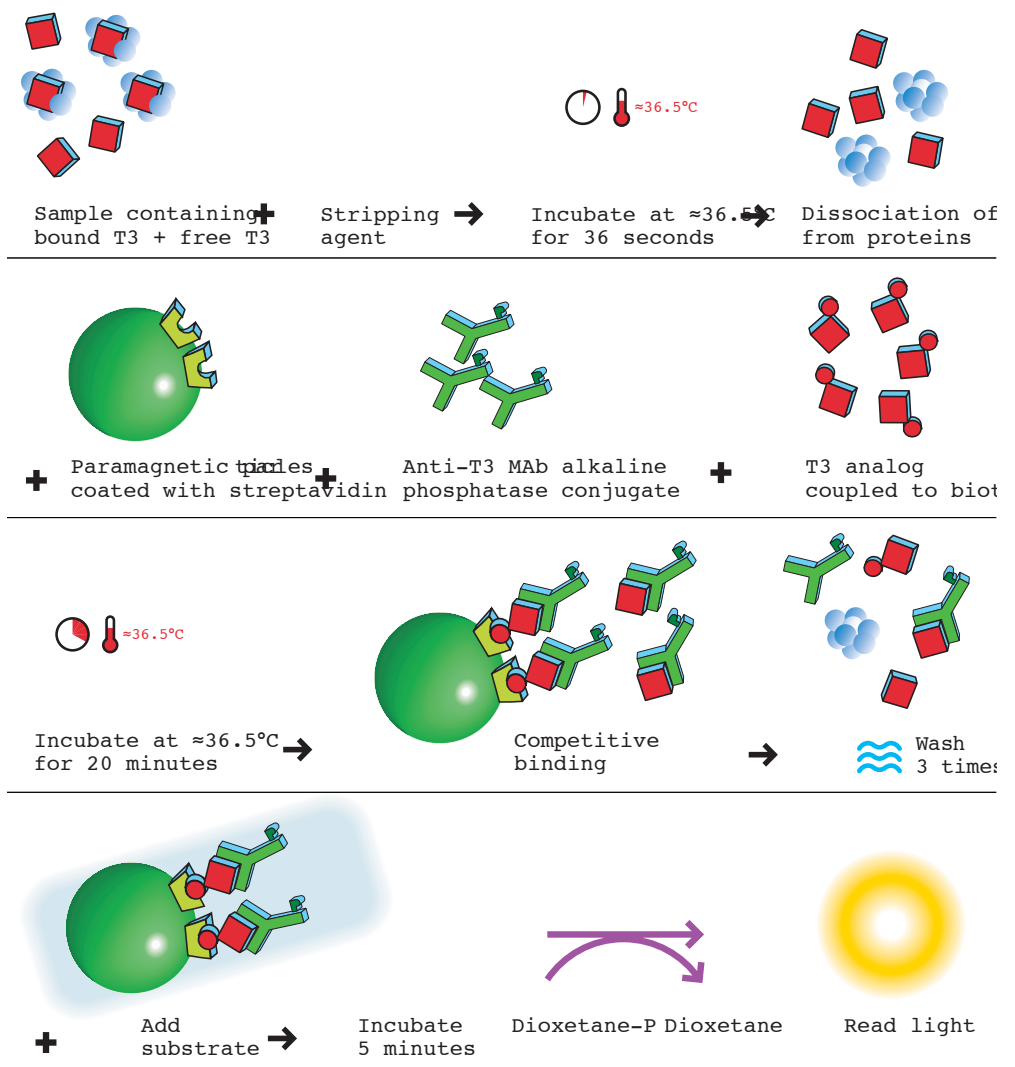 ≈36.5°C
Sample containing
bound T3 + free T3
Stripping
agent
Incubate at ≈36.5°C
for 36 seconds
Dissociation of
from proteins
Paramagnetic particles
coated with streptavidin
Anti-T3 MAb alkaline
phosphatase conjugate
T3 analog
coupled to biot
≈36.5°C
Incubate at ≈36.5°C
for 20 minutes
Competitive
binding
Wash
3 times
Add
substrate
Incubate
5 minutes
Dioxetane-P Dioxetane
Read light